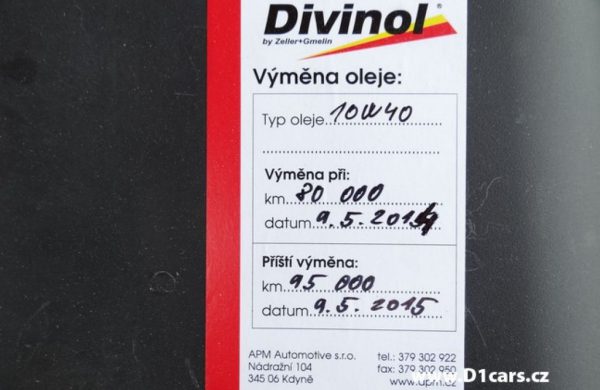 Divinol®
by Zeller+Gmelin
Výměna oleje:
Typ oleje 10W40
Výměna při:
km 80 000
datum 9.5.2014
Příští výměna:
km 95 000
datum 9.5.2015
APM Automotive s.r.o. tel.: 379 302 922
Nádražní 104 fax: 379 302 960
345 06 Kdyně www.apm.cz
www.D1cars.cz